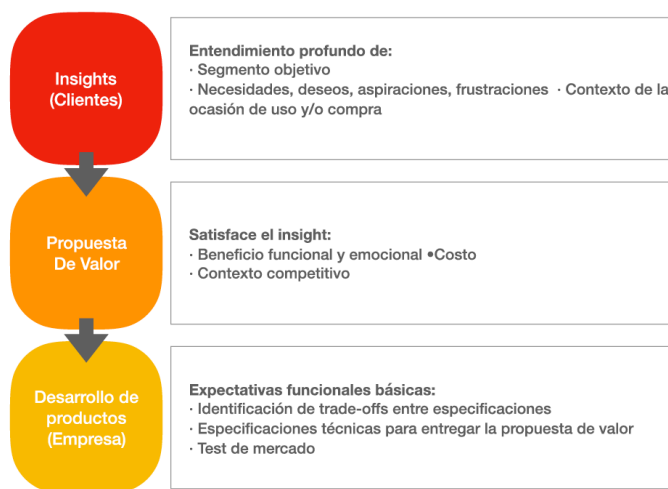 Insights
(Clientes)
Entendimiento profundo de:
· Segmento objetivo
· Necesidades, deseos, aspiraciones, frustraciones · Contexto de la
ocasión de uso y/o compra
Propuesta
De Valor
Satisface el insight:
· Beneficio funcional y emocional •Costo
· Contexto competitivo
Desarrollo de
productos
(Empresa)
Expectativas funcionales básicas:
· Identificación de trade-offs entre especificaciones
· Especificaciones técnicas para entregar la propuesta de valor
· Test de mercado